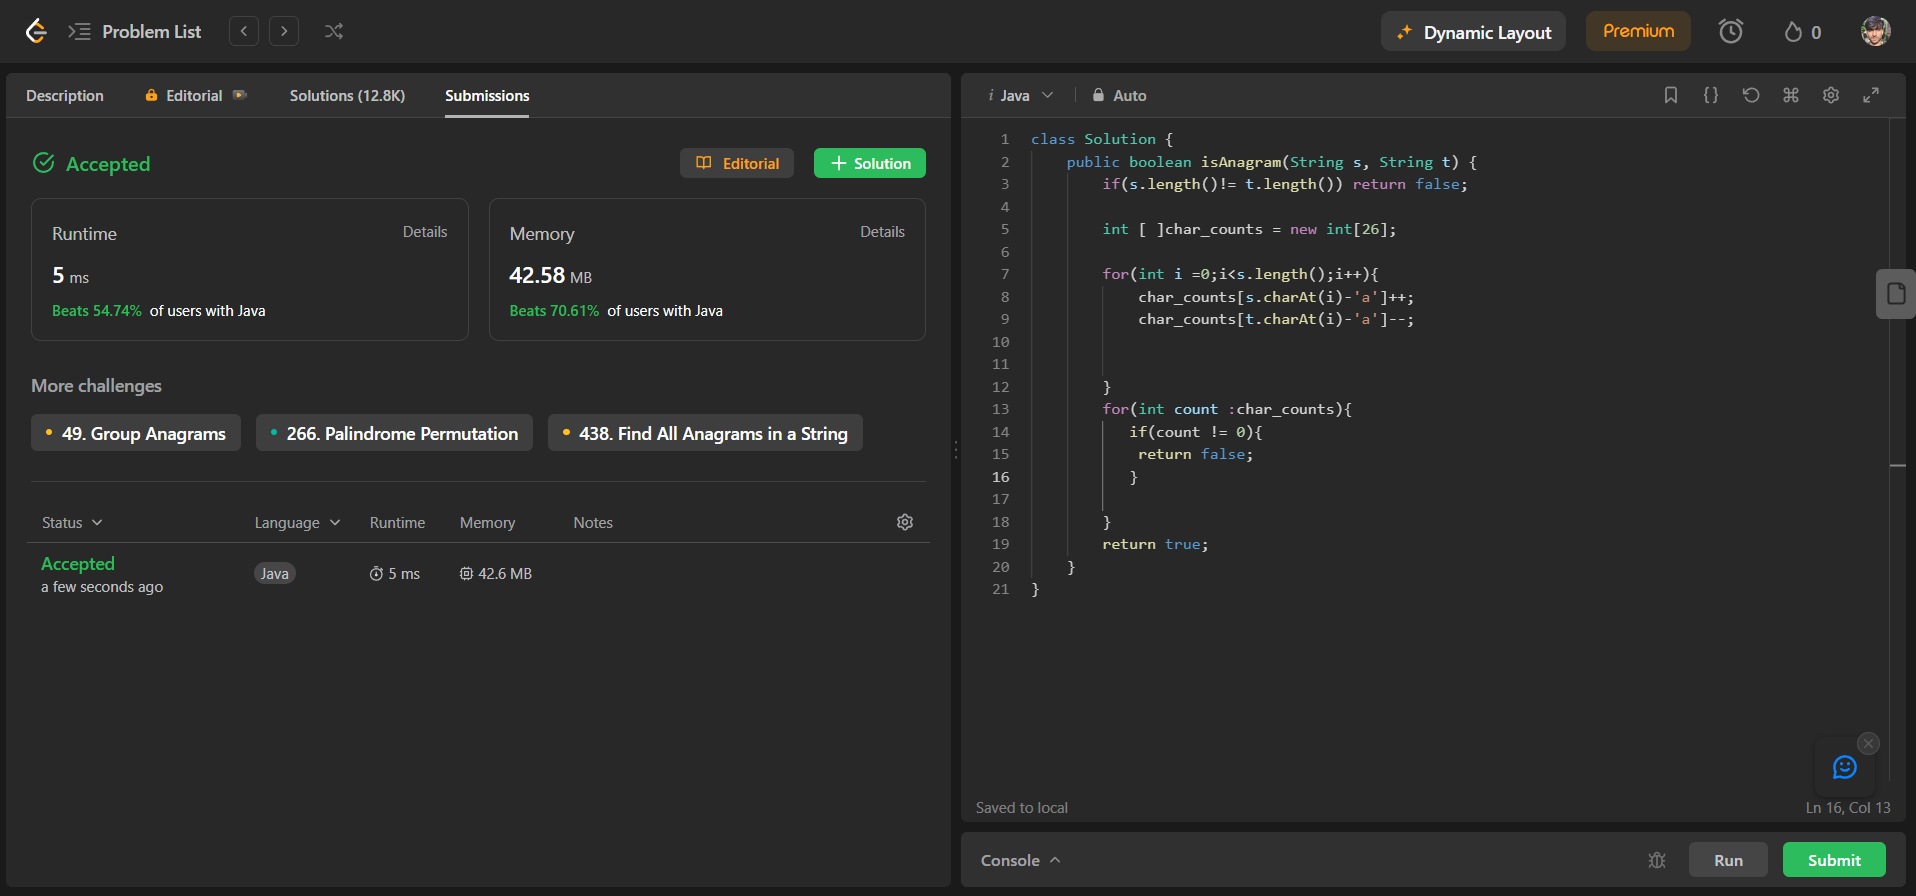 Problem List
Dynamic Layout
Premium
0
Description
Editorial
Solutions (12.8K)
Submissions
Accepted
Editorial
Solution
Runtime
Details
5 ms
Beats 54.74% of users with Java
Memory
Details
42.58 MB
Beats 70.61% of users with Java
More challenges
49. Group Anagrams
266. Palindrome Permutation
438. Find All Anagrams in a String
Status
Language
Runtime
Memory
Notes
Accepted
a few seconds ago
Java
5 ms
42.6 MB
i Java
Auto
1 class Solution {
2 public boolean isAnagram(String s, String t) {
3 if(s.length()!= t.length()) return false;
4
5 int [ ]char_counts = new int[26];
6
7 for(int i =0;i<s.length();i++){
8 char_counts[s.charAt(i)-'a']++;
9 char_counts[t.charAt(i)-'a']--;
10
11
12 }
13 for(int count :char_counts){
14 if(count != 0){
15 return false;
16 }
17
18 }
19 return true;
20 }
21 }
Saved to local
Ln 16, Col 13
Console
Run
Submit